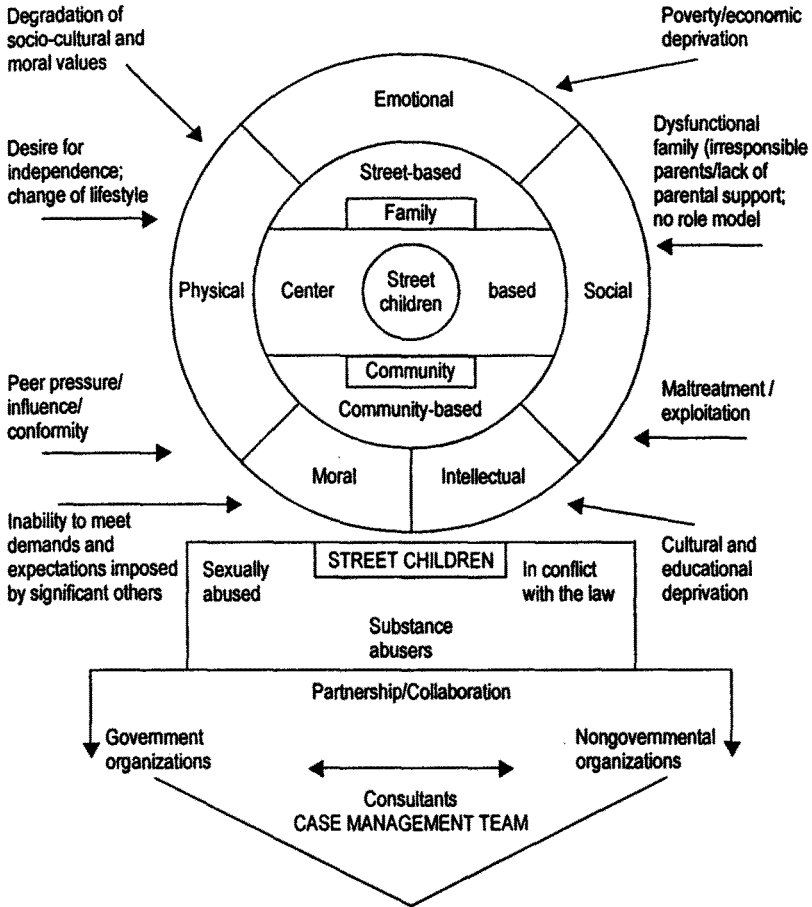 Degradation of
socio-cultural and
moral values
Poverty/economic
deprivation
Emotional
Desire for
independence;
change of lifestyle
Dysfunctional
family (irresponsible
parents/lack of
parental support;
no role model
Street-based
Family
Physical
Center
Street
children
based
Social
Peer pressure/
influence/
conformity
Community
Community-based
Maltreatment /
exploitation
Moral
Intellectual
Inability to meet
demands and
expectations imposed
by significant others
Cultural and
educational
deprivation
STREET CHILDREN
Sexually
abused
In conflict
with the law
Substance
abusers
Partnership/Collaboration
Government
organizations
Nongovernmental
organizations
Consultants
CASE MANAGEMENT TEAM